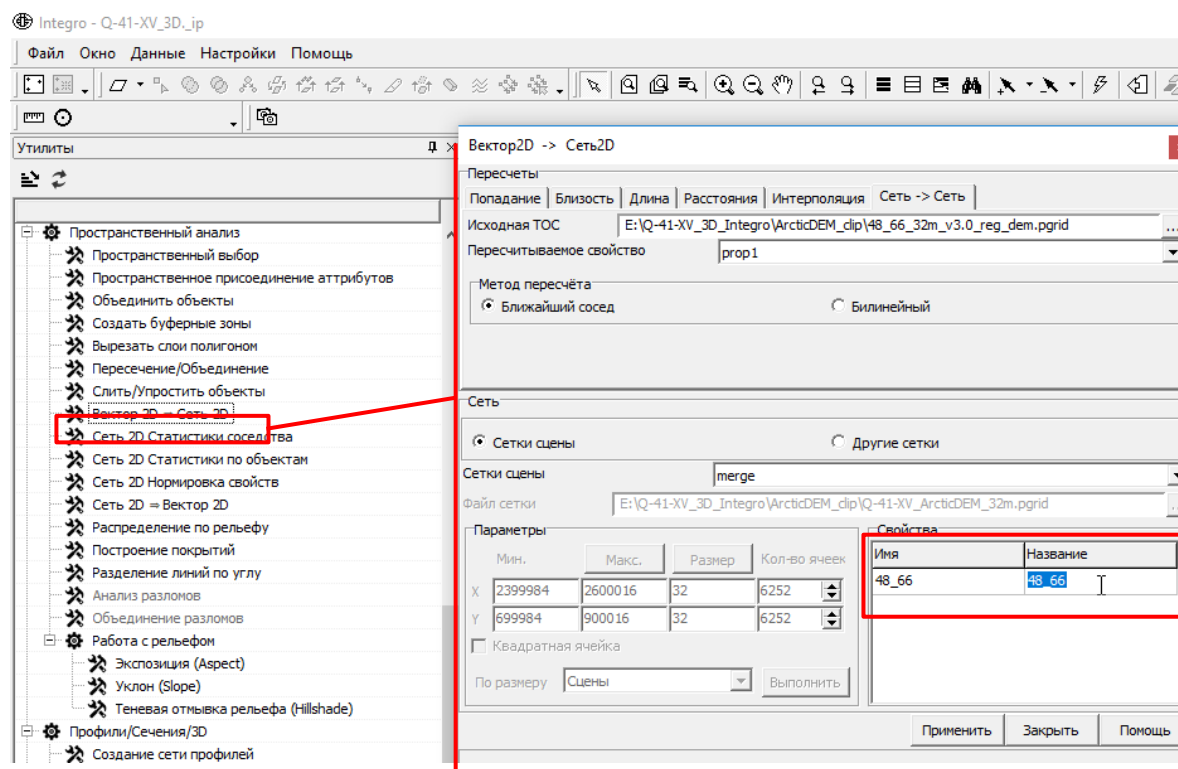 Integro - Q-41-XV_3D._ip
Файл Окно Данные Настройки Помощь
Утилиты
Пространственный анализ
Пространственный выбор
Пространственное присоединение аттрибутов
Объединить объекты
Создать буферные зоны
Вырезать слои полигоном
Пересечение/Объединение
Слить/Упростить объекты
Вектор 2D ⇒ Сеть 2D
Сеть 2D Статистики соседства
Сеть 2D Статистики по объектам
Сеть 2D Нормировка свойств
Сеть 2D ⇒ Вектор 2D
Распределение по рельефу
Построение покрытий
Разделение линий по углу
Анализ разломов
Объединение разломов
Работа с рельефом
Экспозиция (Aspect)
Уклон (Slope)
Теневая отмывка рельефа (Hillshade)
Профили/Сечения/3D
Создание сети профилей
Вектор2D -> Сеть2D
Пересчеты
Попадание Близость Длина Расстояния Интерполяция Сеть -> Сеть
Исходная ТОС E:\Q-41-XV_3D_Integro\ArcticDEM_clip\48_66_32m_v3.0_reg_dem.pgrid ...
Пересчитываемое свойство prop1
Метод пересчёта
Ближайший сосед Билинейный
Сеть
Сетки сцены Другие сетки
Сетки сцены merge
Файл сетки E:\Q-41-XV_3D_Integro\ArcticDEM_clip\Q-41-XV_ArcticDEM_32m.pgrid
Параметры
Мин. Макс. Размер Кол-во ячеек
X 2399984 2600016 32 6252
Y 699984 900016 32 6252
Квадратная ячейка
По размеру Сцены Выполнить
Свойства
Имя Название
48_66 48_66
Применить Закрыть Помощь